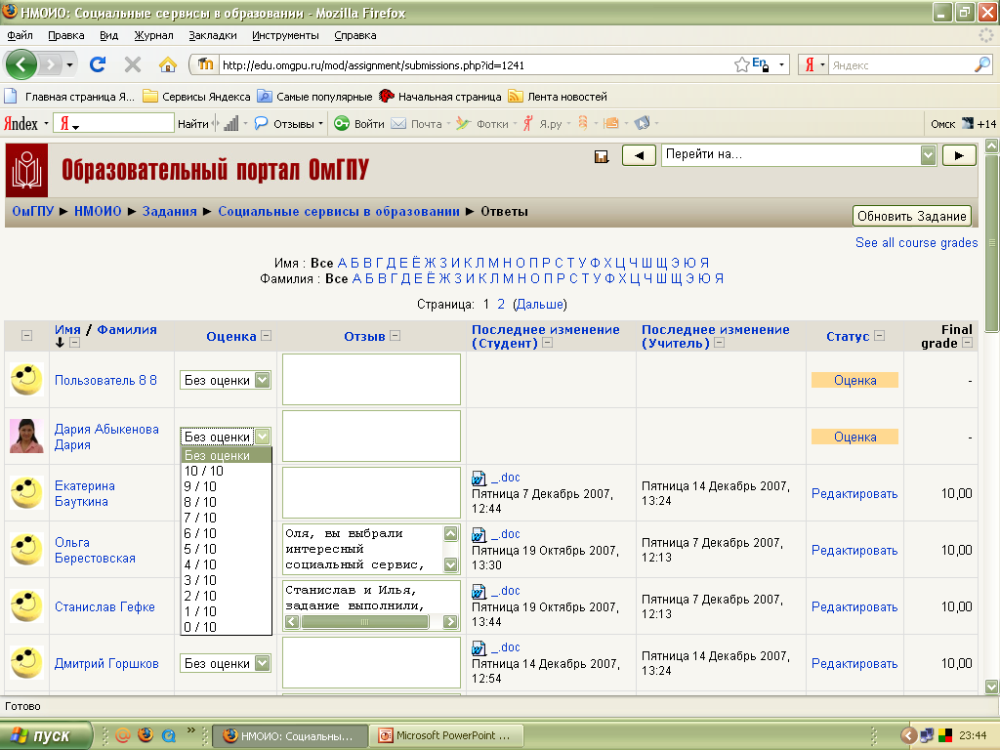 НМОИО: Социальные сервисы в образовании - Mozilla Firefox
Файл Правка Вид Журнал Закладки Инструменты Справка
http://edu.omgpu.ru/mod/assignment/submissions.php?id=1241 En Я Яндекс
Главная страница Я... Сервисы Яндекса Самые популярные Начальная страница Лента новостей
Яndex Я Найти Отзывы Войти Почта Фотки Я.ру Омск +14
Образовательный портал ОмГПУ Перейти на...
ОмГПУ ► НМОИО ► Задания ► Социальные сервисы в образовании ► Ответы Обновить Задание
See all course grades
Имя : Все А Б В Г Д Е Ё Ж З И К Л М Н О П Р С Т У Ф Х Ц Ч Ш Щ Э Ю Я
Фамилия : Все А Б В Г Д Е Ё Ж З И К Л М Н О П Р С Т У Ф Х Ц Ч Ш Щ Э Ю Я
Страница: 1 2 (Дальше)
Имя / Фамилия Оценка Отзыв Последнее изменение (Студент) Последнее изменение (Учитель) Статус Final grade
Пользователь 8 8 Без оценки Оценка -
Дария Абыкенова Дария Без оценки Оценка -
Без оценки
10 / 10
9 / 10
8 / 10
7 / 10
6 / 10
5 / 10
4 / 10
3 / 10
2 / 10
1 / 10
0 / 10
Екатерина Бауткина _.doc Пятница 7 Декабрь 2007, 12:44 Пятница 14 Декабрь 2007, 13:24 Редактировать 10,00
Ольга Берестовская Оля, вы выбрали интересный социальный сервис, _.doc Пятница 19 Октябрь 2007, 13:30 Пятница 7 Декабрь 2007, 12:13 Редактировать 10,00
Станислав Гефке Станислав и Илья, задание выполнили, _.doc Пятница 19 Октябрь 2007, 13:44 Пятница 7 Декабрь 2007, 12:13 Редактировать 10,00
Дмитрий Горшков Без оценки _.doc Пятница 14 Декабрь 2007, 12:54 Пятница 14 Декабрь 2007, 13:24 Редактировать 10,00
Готово
пуск » НМОИО: Социальны... Microsoft PowerPoint ... 23:44